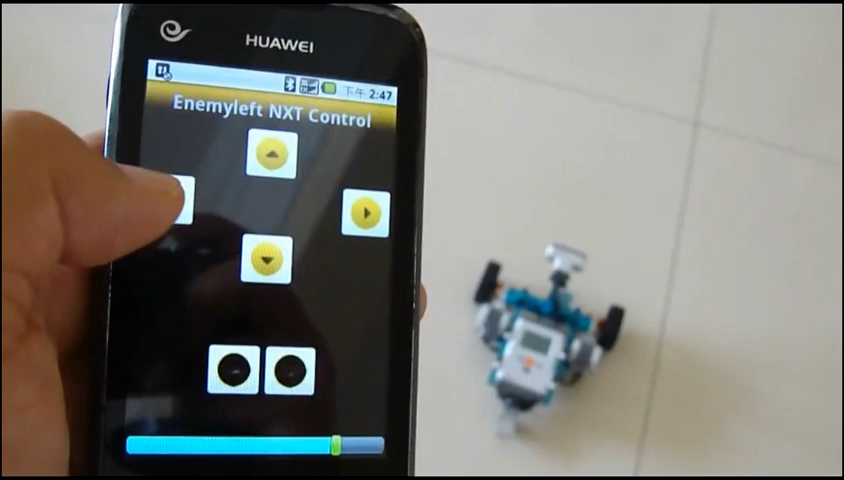 HUAWEI
下午 2:47
Enemyleft NXT Control